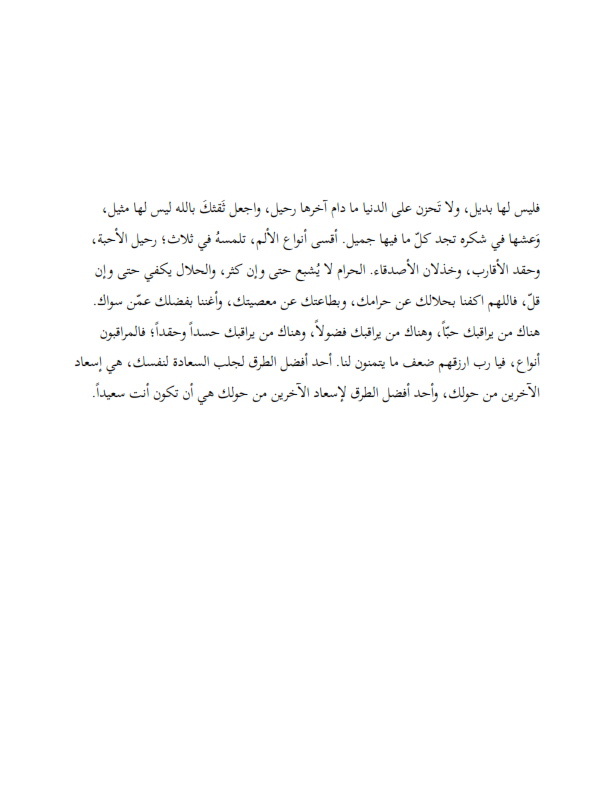 فليس لها بديل، ولا تَحزن على الدنيا ما دام آخرها رحيل، واجعل ثَقثكَ بالله ليس لها مثيل،
وَعشها في شكره تجد كلّ ما فيها جميل. أقسى أنواع الألم، تلمسهُ في ثلاث؛ رحيل الأحبة،
وحقد الأقارب، وخذلان الأصدقاء. الحرام لا يُشبع حتى وإن كثر، والحلال يكفي حتى وإن
قلّ، فاللهم اكفنا بحلالك عن حرامك، وبطاعتك عن معصيتك، وأغننا بفضلك عمّن سواك.
هناك من يراقبك حبّاً، وهناك من يراقبك فضولاً، وهناك من يراقبك حسداً وحقداً؛ فالمراقبون
أنواع، فيا رب ارزقهم ضعف ما يتمنون لنا. أحد أفضل الطرق لجلب السعادة لنفسك، هي إسعاد
الآخرين من حولك، وأحد أفضل الطرق لإسعاد الآخرين من حولك هي أن تكون أنت سعيداً.